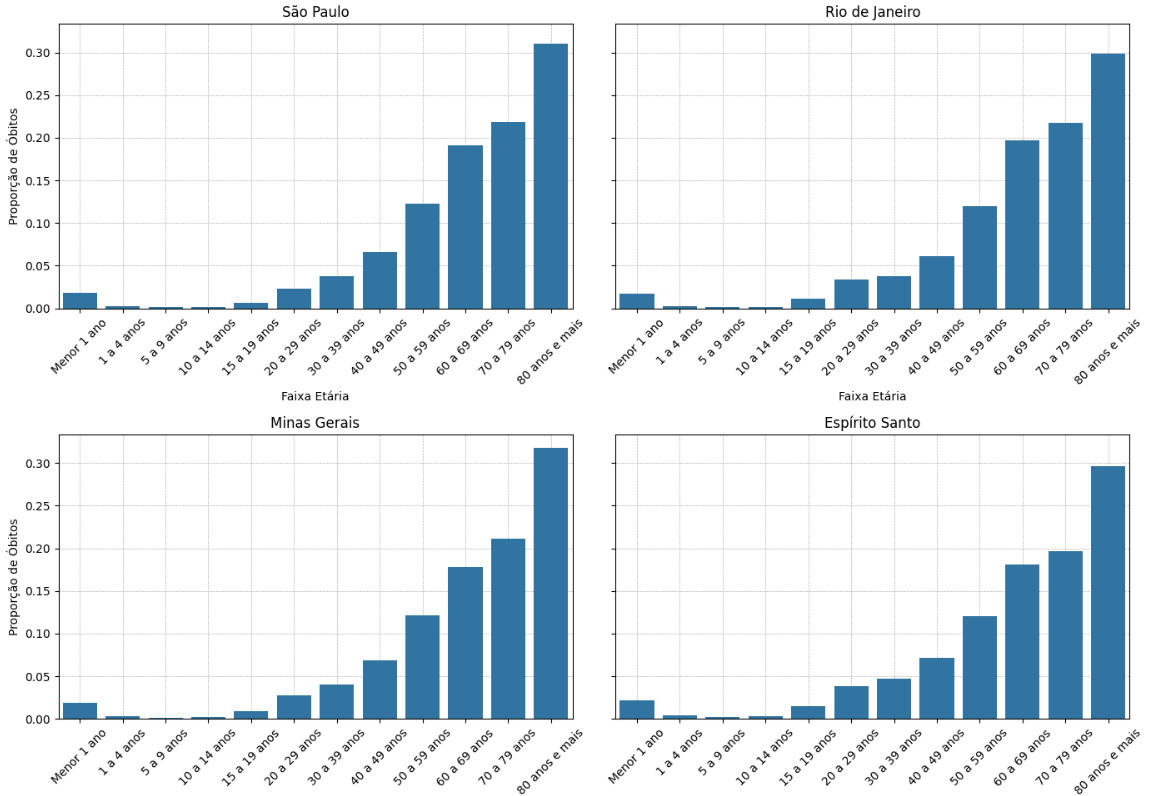 São Paulo
Rio de Janeiro
Proporção de Óbitos
0.30
0.25
0.20
0.15
0.10
0.05
0.00
Menor 1 ano
1 a 4 anos
5 a 9 anos
10 a 14 anos
15 a 19 anos
20 a 29 anos
30 a 39 anos
40 a 49 anos
50 a 59 anos
60 a 69 anos
70 a 79 anos
80 anos e mais
Faixa Etária
Menor 1 ano
1 a 4 anos
5 a 9 anos
10 a 14 anos
15 a 19 anos
20 a 29 anos
30 a 39 anos
40 a 49 anos
50 a 59 anos
60 a 69 anos
70 a 79 anos
80 anos e mais
Faixa Etária
Minas Gerais
Espírito Santo
Proporção de Óbitos
0.30
0.25
0.20
0.15
0.10
0.05
0.00
Menor 1 ano
1 a 4 anos
5 a 9 anos
10 a 14 anos
15 a 19 anos
20 a 29 anos
30 a 39 anos
40 a 49 anos
50 a 59 anos
60 a 69 anos
70 a 79 anos
80 anos e mais
Menor 1 ano
1 a 4 anos
5 a 9 anos
10 a 14 anos
15 a 19 anos
20 a 29 anos
30 a 39 anos
40 a 49 anos
50 a 59 anos
60 a 69 anos
70 a 79 anos
80 anos e mais